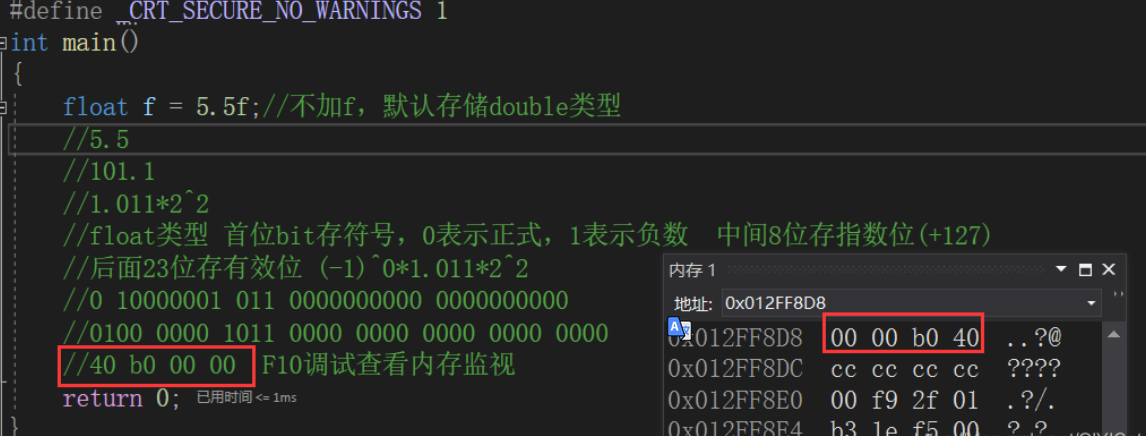 #define _CRT_SECURE_NO_WARNINGS 1
int main()
{
float f = 5.5f;//不加f，默认存储double类型
//5.5
//101.1
//1.011*2^2
//float类型 首位bit存符号，0表示正式，1表示负数 中间8位存指数位(+127)
//后面23位存有效位 (-1)^0*1.011*2^2
//0 10000001 011 0000000000 0000000000
//0100 0000 1011 0000 0000 0000 0000 0000
//40 b0 00 00 F10调试查看内存监视
return 0; 已用时间 <= 1ms
}
内存 1
地址: 0x012FF8D8
0x012FF8D8 00 00 b0 40 ..?@
0x012FF8DC cc cc cc cc ????
0x012FF8E0 00 f9 2f 01 .?/.
0x012FF8E4 b3 1e f5 00 ?.?.